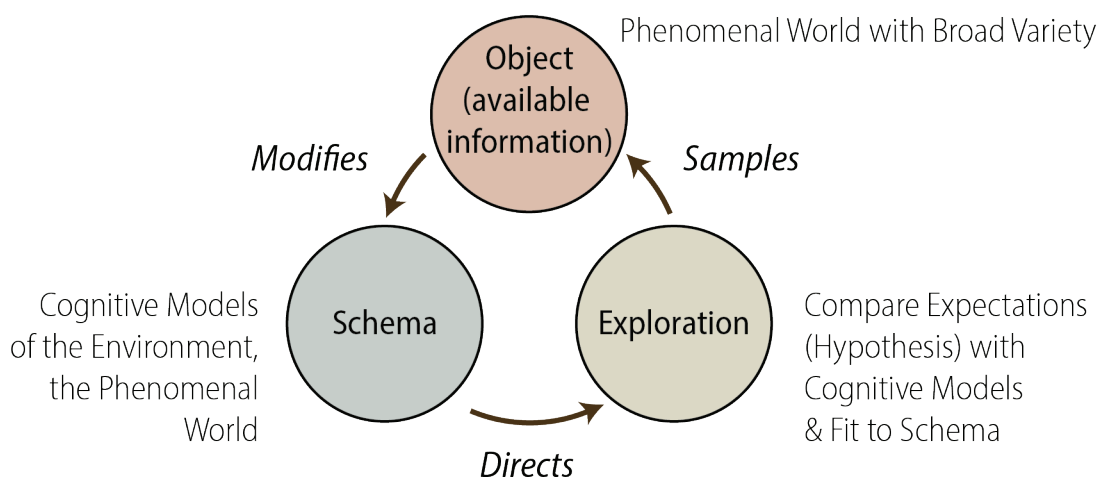 Phenomenal World with Broad Variety
Object
(available
information)
Modifies
Samples
Schema
Exploration
Cognitive Models
of the Environment,
the Phenomenal
World
Compare Expectations
(Hypothesis) with
Cognitive Models
& Fit to Schema
Directs